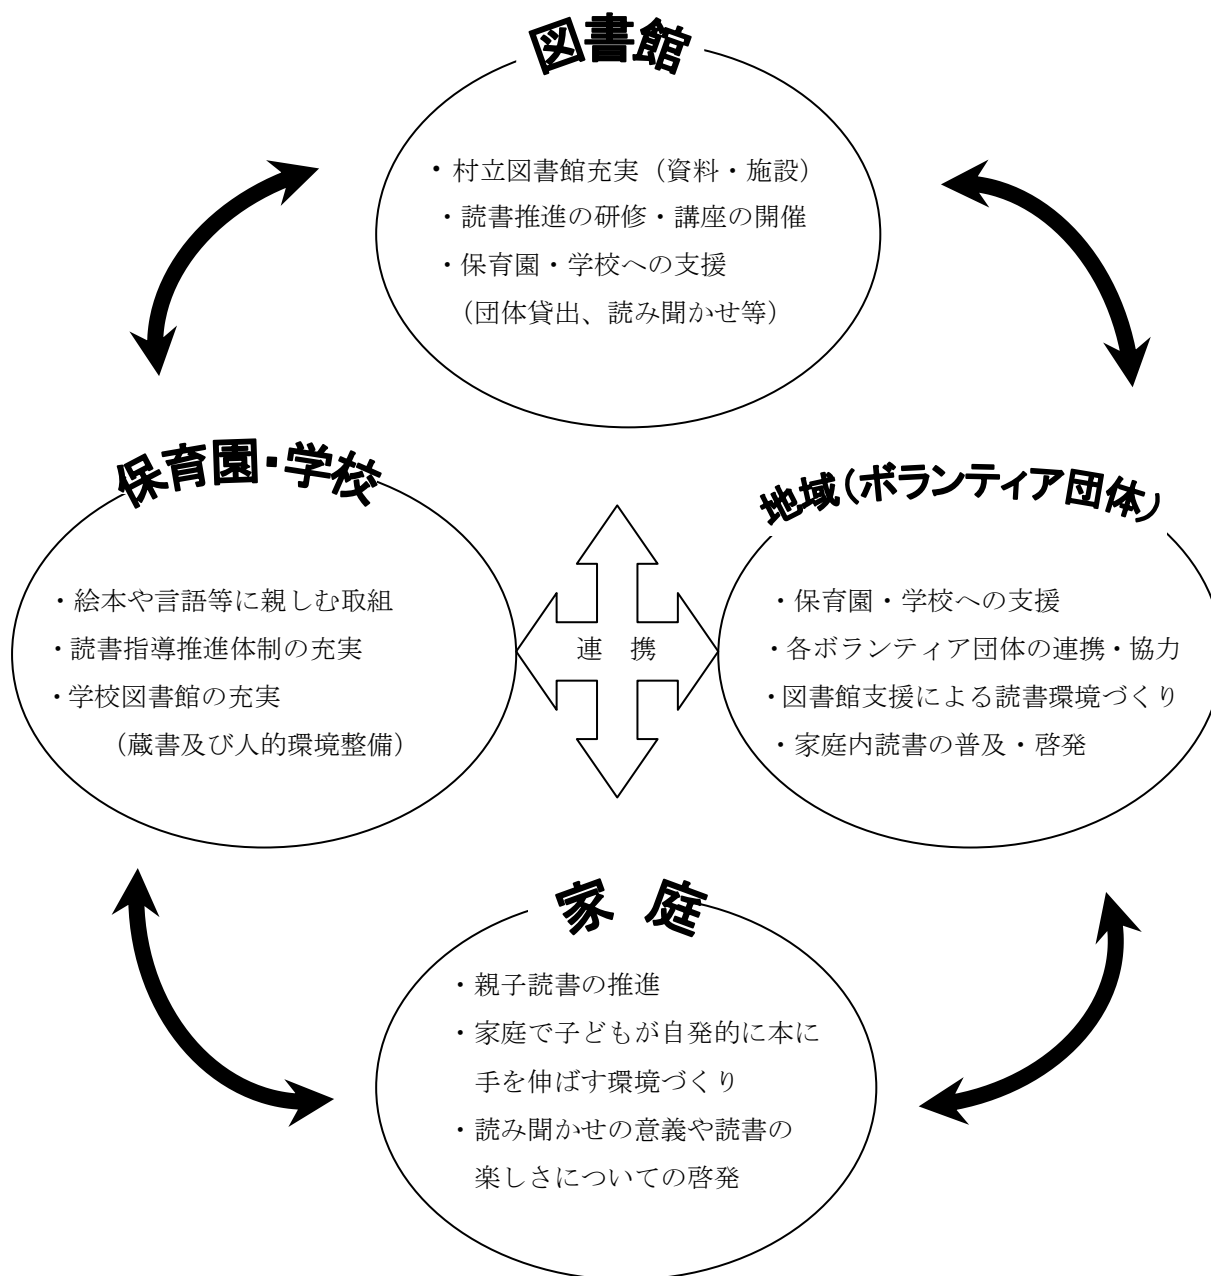 図書館
・村立図書館充実（資料・施設）
・読書推進の研修・講座の開催
・保育園・学校への支援
（団体貸出、読み聞かせ等）
保育園・学校
・絵本や言語等に親しむ取組
・読書指導推進体制の充実
・学校図書館の充実
（蔵書及び人的環境整備）
連　携
地域（ボランティア団体）
・保育園・学校への支援
・各ボランティア団体の連携・協力
・図書館支援による読書環境づくり
・家庭内読書の普及・啓発
家　庭
・親子読書の推進
・家庭で子どもが自発的に本に
手を伸ばす環境づくり
・読み聞かせの意義や読書の
楽しさについての啓発